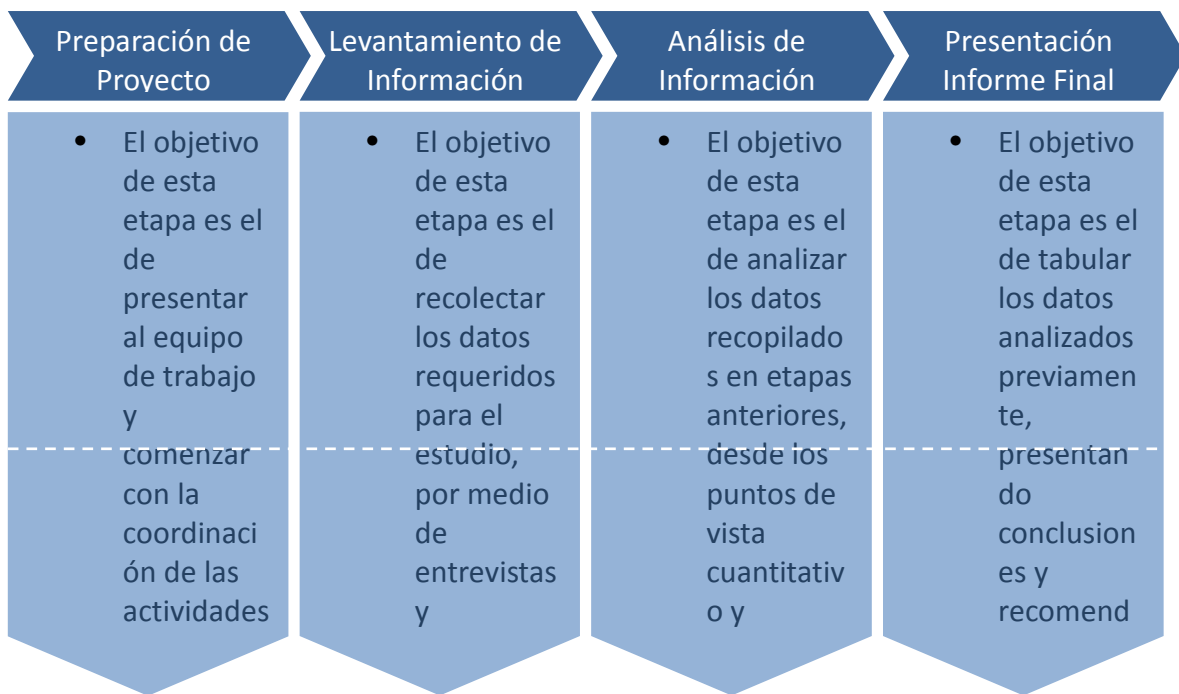 Preparación de
Proyecto
Levantamiento de
Información
Análisis de
Información
Presentación
Informe Final
• El objetivo
de esta
etapa es el
de
presentar
al equipo
de trabajo
y
comenzar
con la
coordinaci
ón de las
actividades
• El objetivo
de esta
etapa es el
de
recolectar
los datos
requeridos
para el
estudio,
por medio
de
entrevistas
y
• El objetivo
de esta
etapa es el
de analizar
los datos
recopilado
s en etapas
anteriores,
desde los
puntos de
vista
cuantitativ
o y
• El objetivo
de esta
etapa es el
de tabular
los datos
analizados
previamen
te,
presentan
do
conclusion
es y
recomend